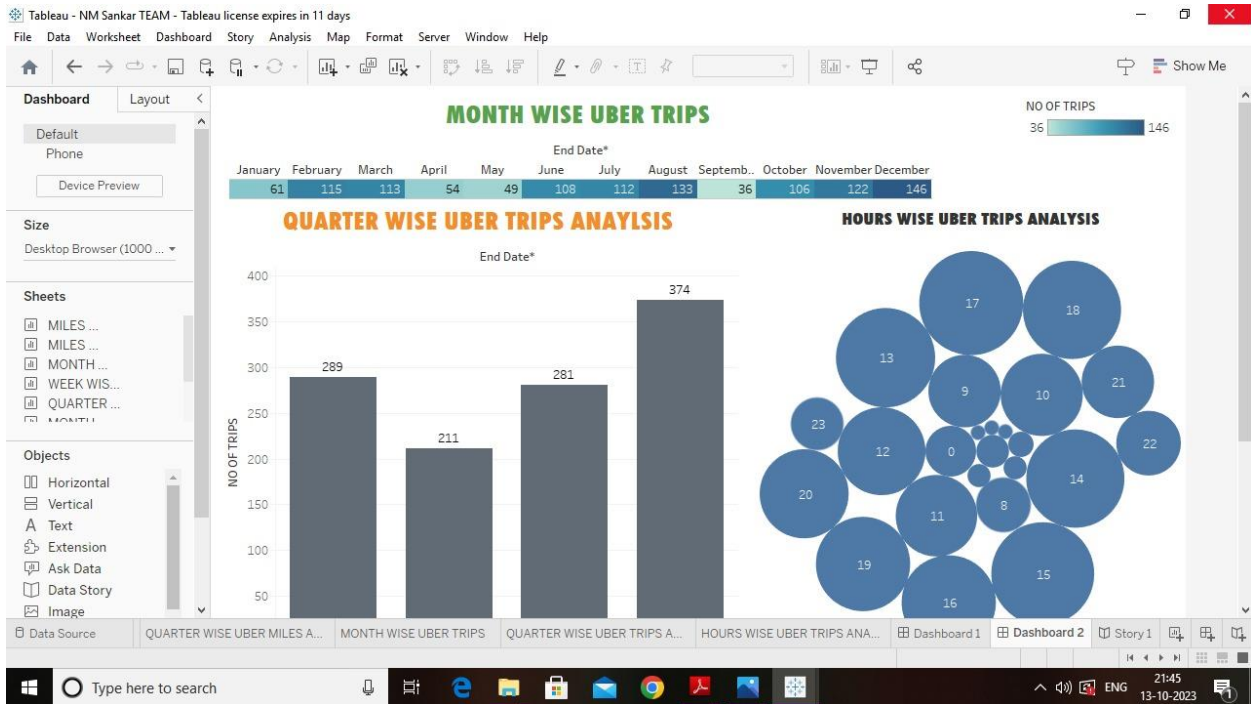 Tableau - NM Sankar TEAM - Tableau license expires in 11 days
File Data Worksheet Dashboard Story Analysis Map Format Server Window Help
Show Me
Dashboard Layout
Default
Phone
Device Preview
Size
Desktop Browser (1000 ...
Sheets
MILES ...
MILES ...
MONTH ...
WEEK WIS...
QUARTER ...
Objects
Horizontal
Vertical
Text
Extension
Ask Data
Data Story
Image
MONTH WISE UBER TRIPS
End Date*
January February March April May June July August Septemb.. October November December
61 115 113 54 49 108 112 133 36 106 122 146
NO OF TRIPS
36 146
QUARTER WISE UBER TRIPS ANAYLSIS
End Date*
NO OF TRIPS
400
350
300
250
200
150
100
50
289
211
281
374
HOURS WISE UBER TRIPS ANALYSIS
17
18
13
9
10
21
23
12
0
22
20
14
11
8
19
15
16
Data Source QUARTER WISE UBER MILES A... MONTH WISE UBER TRIPS QUARTER WISE UBER TRIPS A... HOURS WISE UBER TRIPS ANA... Dashboard 1 Dashboard 2 Story 1
Type here to search
ENG
21:45
13-10-2023
1